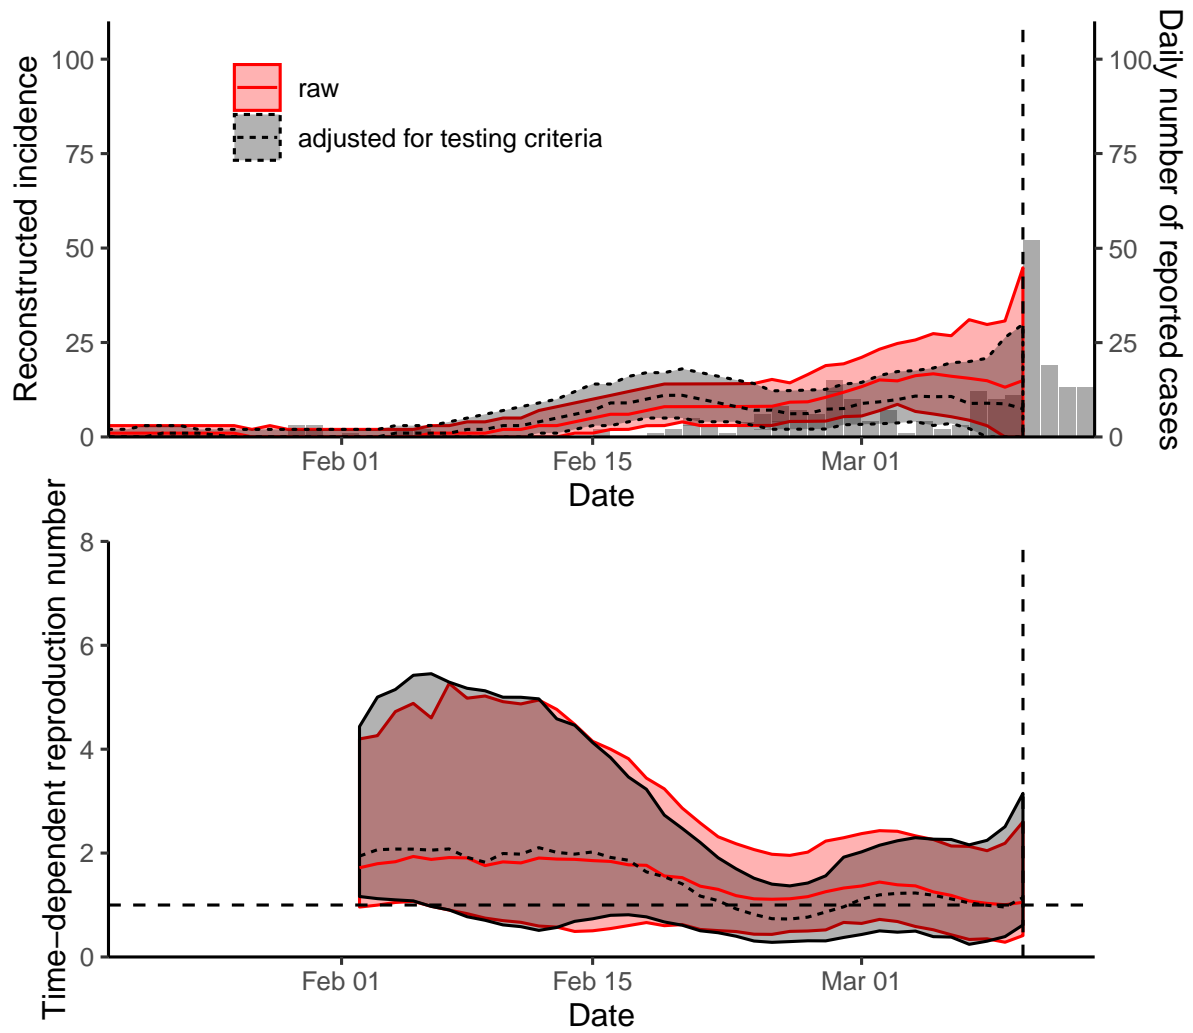 Reconstructed incidence
100
75
50
25
0
raw
adjusted for testing criteria
100
75
50
25
0
Daily number of reported cases
Feb 01
Feb 15
Mar 01
Date
Time−dependent reproduction number
8
6
4
2
0
Feb 01
Feb 15
Mar 01
Date